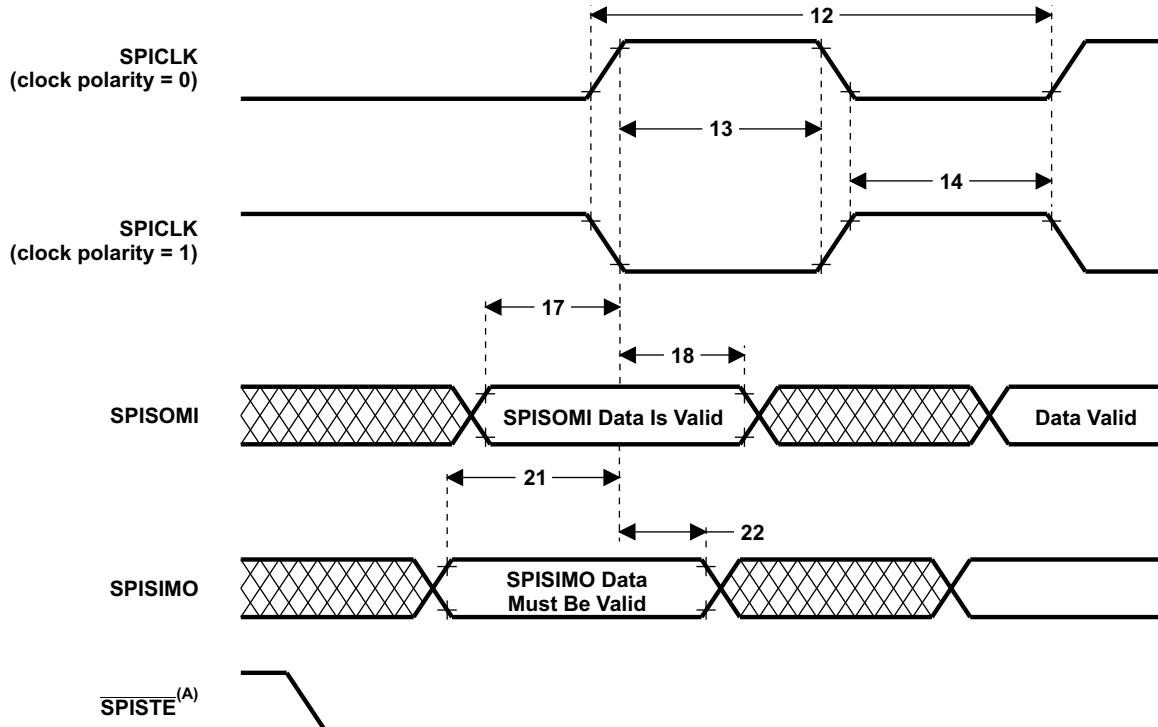 12
SPICLK
(clock polarity = 0)
13
14
SPICLK
(clock polarity = 1)
17
18
SPISOMI
SPISOMI Data Is Valid
Data Valid
21
22
SPISIMO
SPISIMO Data
Must Be Valid
SPISTE(A)